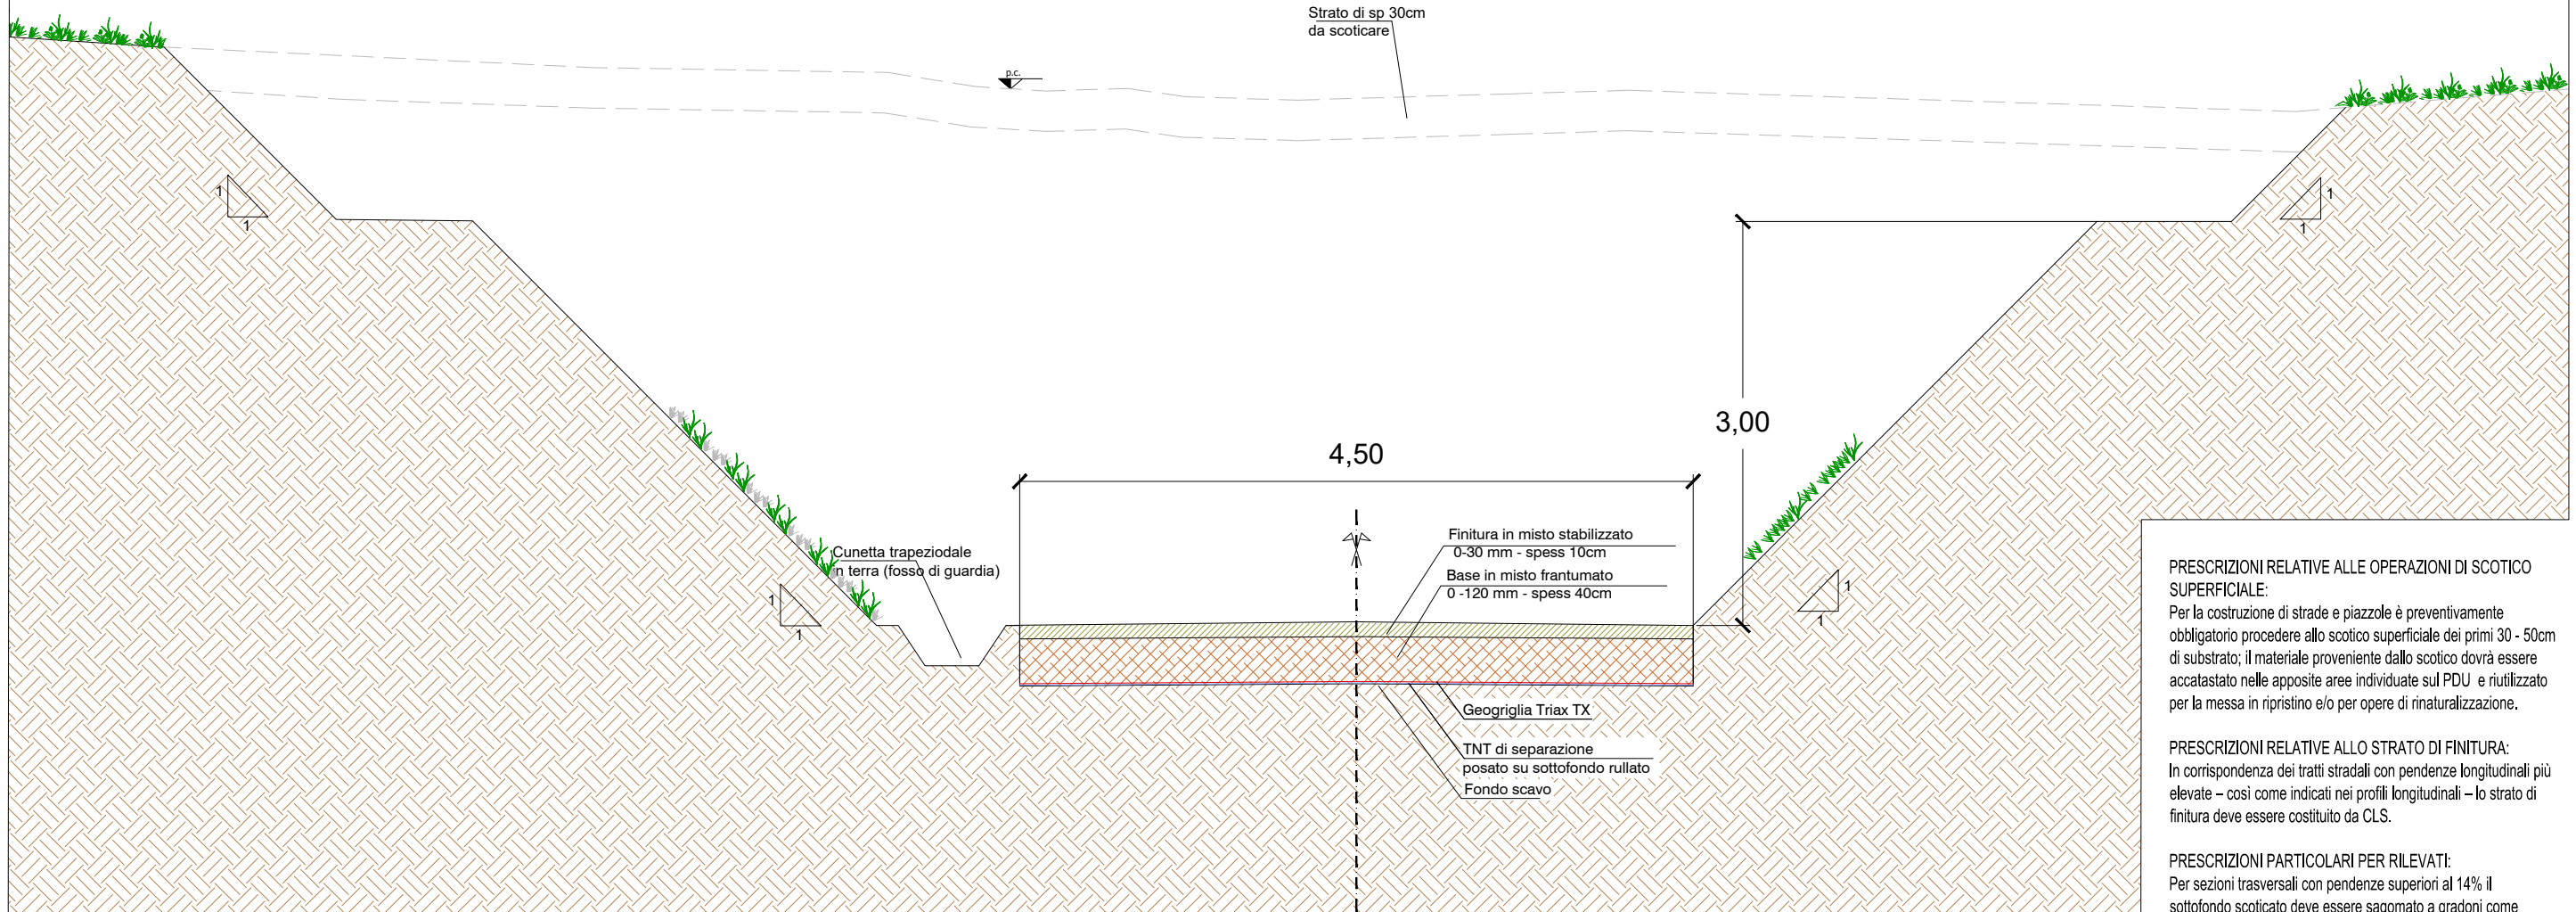 Strato di sp 30cm
da scoticare
p.c.
1
1
1
1
3,00
4,50
Finitura in misto stabilizzato
0-30 mm - spess 10cm
Cunetta trapeziodale
in terra (fosso di guardia)
Base in misto frantumato
0 -120 mm - spess 40cm
1
1
1
1
Geogriglia Triax TX
TNT di separazione
posato su sottofondo rullato
Fondo scavo
PRESCRIZIONI RELATIVE ALLE OPERAZIONI DI SCOTICO
SUPERFICIALE:
Per la costruzione di strade e piazzole è preventivamente
obbligatorio procedere allo scotico superficiale dei primi 30 - 50cm
di substrato; il materiale proveniente dallo scotico dovrà essere
accatastato nelle apposite aree individuate sul PDU e riutilizzato
per la messa in ripristino e/o per opere di rinaturalizzazione.
PRESCRIZIONI RELATIVE ALLO STRATO DI FINITURA:
In corrispondenza dei tratti stradali con pendenze longitudinali più
elevate – così come indicati nei profili longitudinali – lo strato di
finitura deve essere costituito da CLS.
PRESCRIZIONI PARTICOLARI PER RILEVATI:
Per sezioni trasversali con pendenze superiori al 14% il
sottofondo scoticato deve essere sagomato a gradoni come